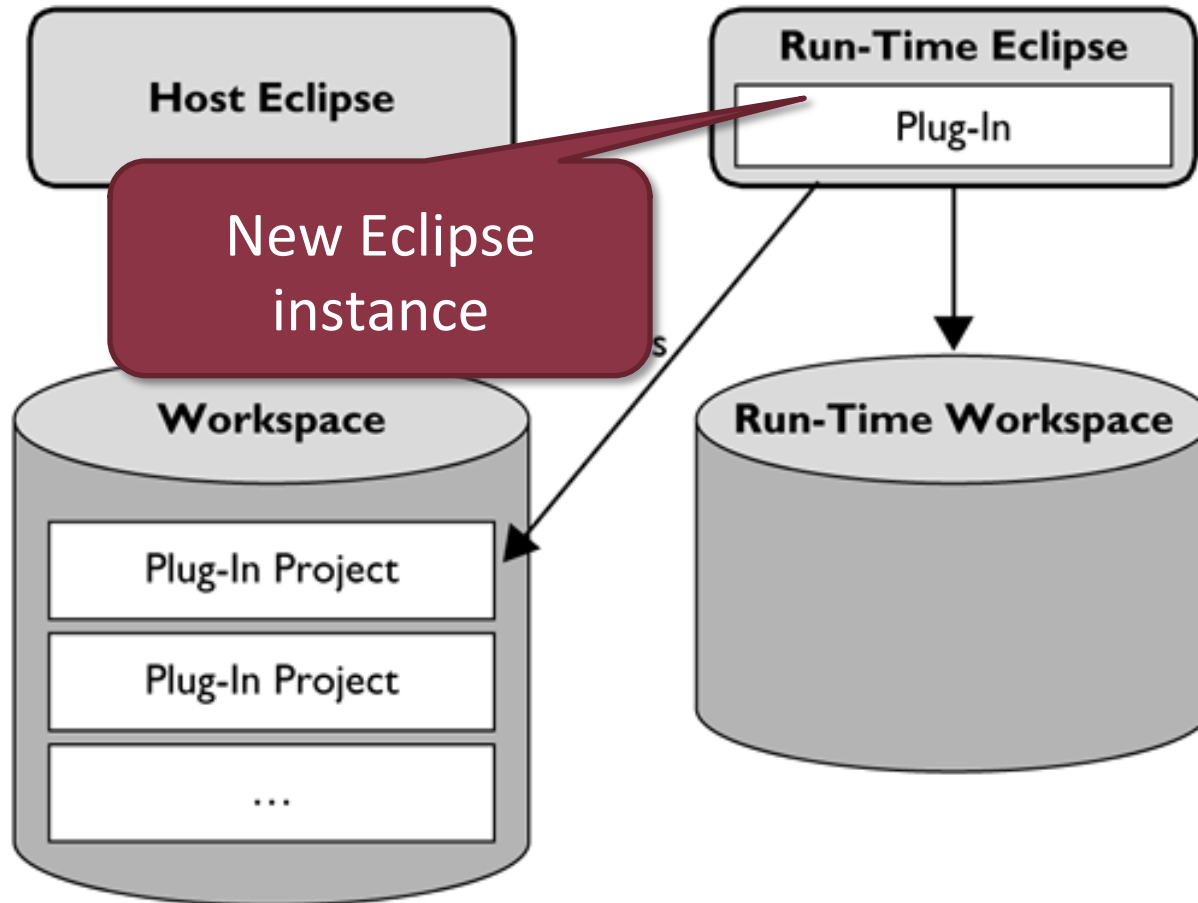 Host Eclipse
Run-Time Eclipse
Plug-In
New Eclipse
instance
Workspace
Run-Time Workspace
Plug-In Project
Plug-In Project
...